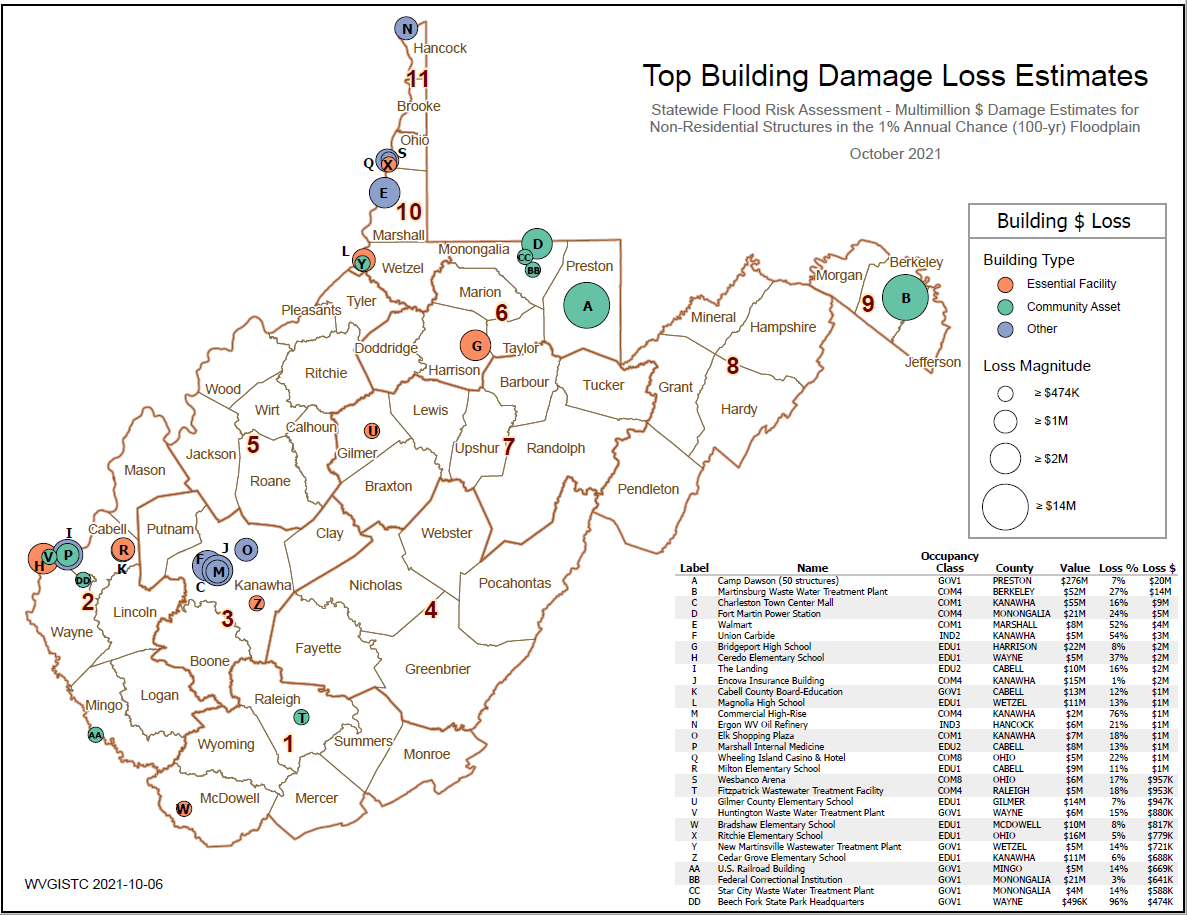 Top Building Damage Loss Estimates
Statewide Flood Risk Assessment - Multimillion $ Damage Estimates for
Non-Residential Structures in the 1% Annual Chance (100-yr) Floodplain
October 2021
N
Hancock
11
Brooke
Ohio
Q S
X
E
10
Marshall
L
Y
Wetzel
Monongalia
D
CC
BB
Preston
A
Marion
6
Tyler
Pleasants
Doddridge
G
Harrison
Taylor
Morgan
Berkeley
9
B
Jefferson
Mineral
Hampshire
8
Grant
Hardy
Barbour
Tucker
Ritchie
Wood
Wirt
Calhoun
Lewis
U
Gilmer
Upshur
7
Randolph
5
Jackson
Roane
Mason
Braxton
Pendleton
I
Cabell
Putnam
H
V
P
R
K
DD
2
F
J
O
M
C
Kanawha
Clay
Webster
Z
3
Nicholas
4
Pocahontas
Lincoln
Wayne
Boone
Fayette
Greenbrier
Mingo
Logan
AA
Raleigh
T
1
Wyoming
Summers
Monroe
W
McDowell
Mercer
Building $ Loss
Building Type
Essential Facility
Community Asset
Other
Loss Magnitude
≥ $474K
≥ $1M
≥ $2M
≥ $14M
Label Name Occupancy Class County Value Loss % Loss $
A Camp Dawson (50 structures) GOV1 PRESTON $276M 7% $20M
B Martinsburg Waste Water Treatment Plant COM4 BERKELEY $52M 27% $14M
C Charleston Town Center Mall COM1 KANAWHA $55M 16% $9M
D Fort Martin Power Station COM4 MONONGALIA $21M 24% $5M
E Walmart COM1 MARSHALL $8M 52% $4M
F Union Carbide IND2 KANAWHA $5M 54% $3M
G Bridgeport High School EDU1 HARRISON $22M 8% $2M
H Ceredo Elementary School EDU1 WAYNE $5M 37% $2M
I The Landing EDU2 CABELL $10M 16% $2M
J Encova Insurance Building COM4 KANAWHA $15M 1% $2M
K Cabell County Board-Education GOV1 CABELL $13M 12% $1M
L Magnolia High School EDU1 WETZEL $11M 13% $1M
M Commercial High-Rise COM4 KANAWHA $2M 76% $1M
N Ergon WV Oil Refinery IND3 HANCOCK $6M 21% $1M
O Elk Shopping Plaza COM1 KANAWHA $7M 18% $1M
P Marshall Internal Medicine EDU2 CABELL $8M 13% $1M
Q Wheeling Island Casino & Hotel COM8 OHIO $5M 22% $1M
R Milton Elementary School EDU1 CABELL $9M 11% $1M
S Wesbanco Arena COM8 OHIO $6M 17% $957K
T Fitzpatrick Wastewater Treatment Facility COM4 RALEIGH $5M 18% $953K
U Gilmer County Elementary School EDU1 GILMER $14M 7% $947K
V Huntington Waste Water Treatment Plant GOV1 WAYNE $6M 15% $880K
W Bradshaw Elementary School EDU1 MCDOWELL $10M 8% $817K
X Ritchie Elementary School EDU1 OHIO $16M 5% $779K
Y New Martinsville Wastewater Treatment Plant GOV1 WETZEL $5M 14% $721K
Z Cedar Grove Elementary School EDU1 KANAWHA $11M 6% $688K
AA U.S. Railroad Building GOV1 MINGO $5M 14% $669K
BB Federal Correctional Institution GOV1 MONONGALIA $21M 3% $641K
CC Star City Waste Water Treatment Plant GOV1 MONONGALIA $4M 14% $588K
DD Beech Fork State Park Headquarters GOV1 WAYNE $496K 96% $474K
WVGISTC 2021-10-06